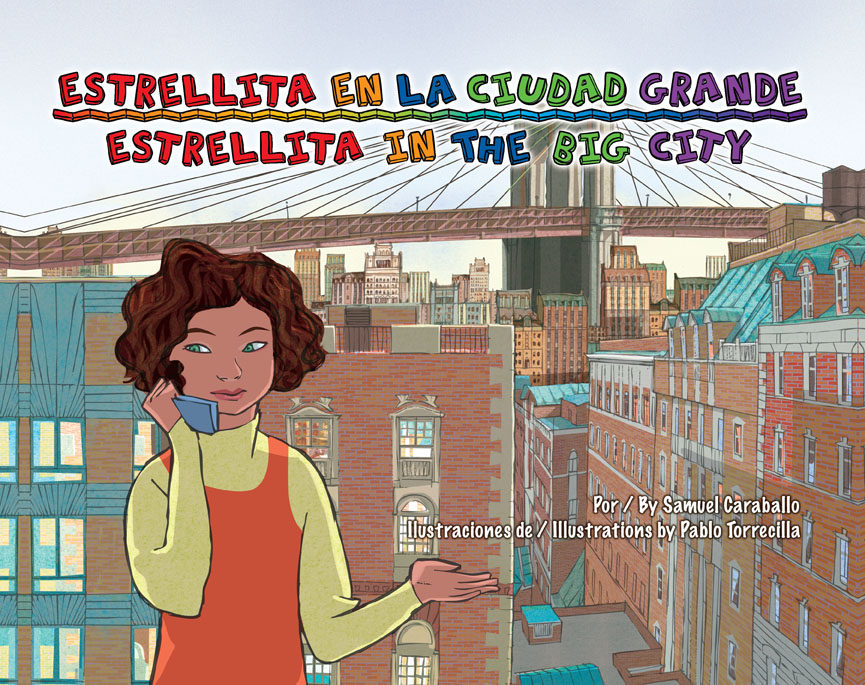 ESTRELLITA EN LA CIUDAD GRANDE
ESTRELLITA IN THE BIG CITY
Por / By Samuel Caraballo
Ilustraciones de / Illustrations by Pablo Torrecilla